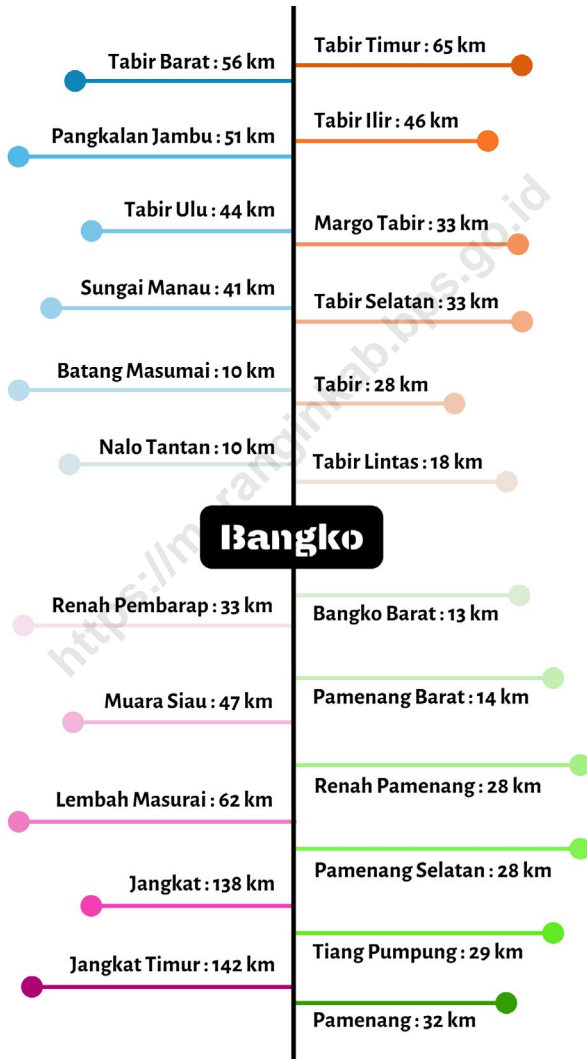 Tabir Barat : 56 km
Pangkalan Jambu : 51 km
Tabir Ulu : 44 km
Sungai Manau : 41 km
Batang Masumai : 10 km
Nalo Tantan : 10 km
Tabir Timur : 65 km
Tabir Ilir : 46 km
Margo Tabir : 33 km
Tabir Selatan : 33 km
Tabir : 28 km
Tabir Lintas : 18 km
Bangko
Renah Pembarap : 33 km
Muara Siau : 47 km
Lembah Masurai : 62 km
Jangkat : 138 km
Jangkat Timur : 142 km
Bangko Barat : 13 km
Pamenang Barat : 14 km
Renah Pamenang : 28 km
Pamenang Selatan : 28 km
Tiang Pumpung : 29 km
Pamenang : 32 km
https://meranginkab.bps.go.id